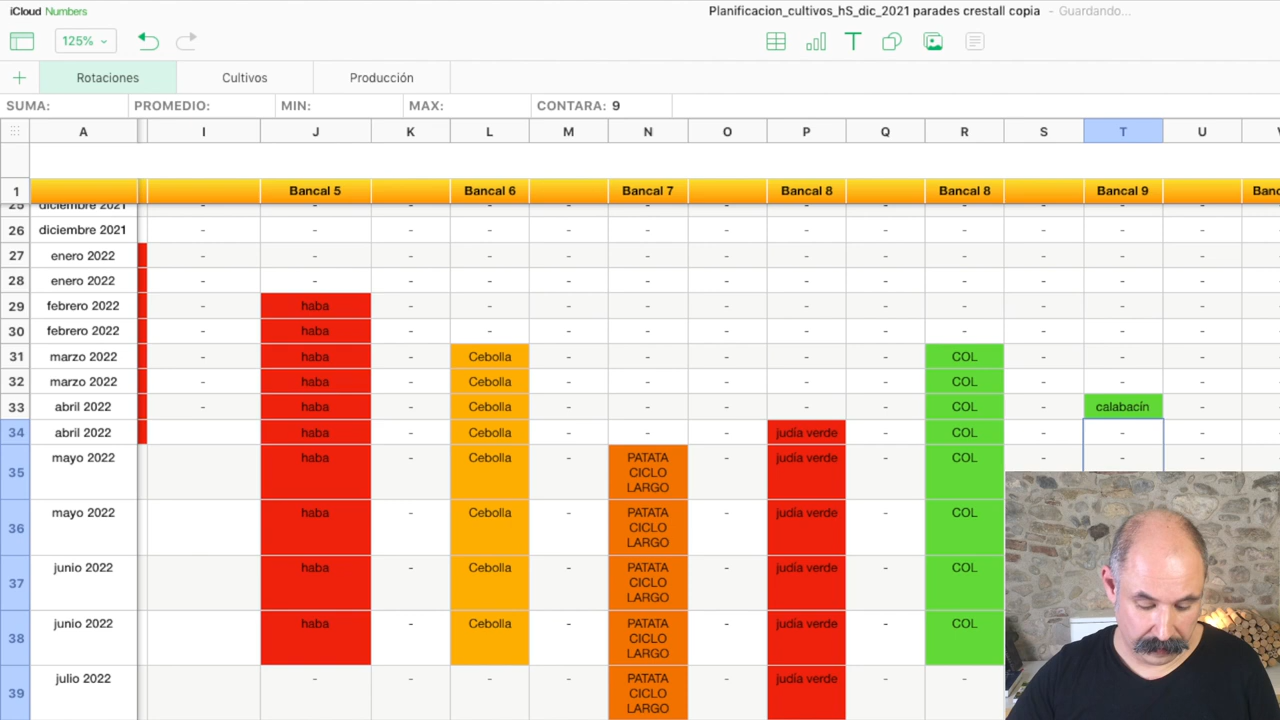 iCloud Numbers
Planificacion_cultivos_hS_dic_2021 parades crestall copia - Guardando...
125%
+ Rotaciones Cultivos Producción
SUMA: PROMEDIO: MIN: MAX: CONTARA: 9
A I J K L M N O P Q R S T U
1 Bancal 5 Bancal 6 Bancal 7 Bancal 8 Bancal 8 Bancal 9
25 diciembre 2021 - - - - - - - - - - - - -
26 diciembre 2021 - - - - - - - - - - - - -
27 enero 2022 - - - - - - - - - - - - -
28 enero 2022 - - - - - - - - - - - - -
29 febrero 2022 - haba - - - - - - - - - - -
30 febrero 2022 - haba - - - - - - - - - - -
31 marzo 2022 - haba - Cebolla - - - - - COL - - -
32 marzo 2022 - haba - Cebolla - - - - - COL - - -
33 abril 2022 - haba - Cebolla - - - - - COL - calabacín -
34 abril 2022 haba - Cebolla - - - judía verde - COL - - -
35 mayo 2022 haba - Cebolla - PATATA CICLO LARGO - judía verde - COL - - -
36 mayo 2022 haba - Cebolla - PATATA CICLO LARGO - judía verde - COL
37 junio 2022 haba - Cebolla - PATATA CICLO LARGO - judía verde - COL
38 junio 2022 haba - Cebolla - PATATA CICLO LARGO - judía verde - COL
39 julio 2022 - - - - PATATA CICLO LARGO - judía verde - -